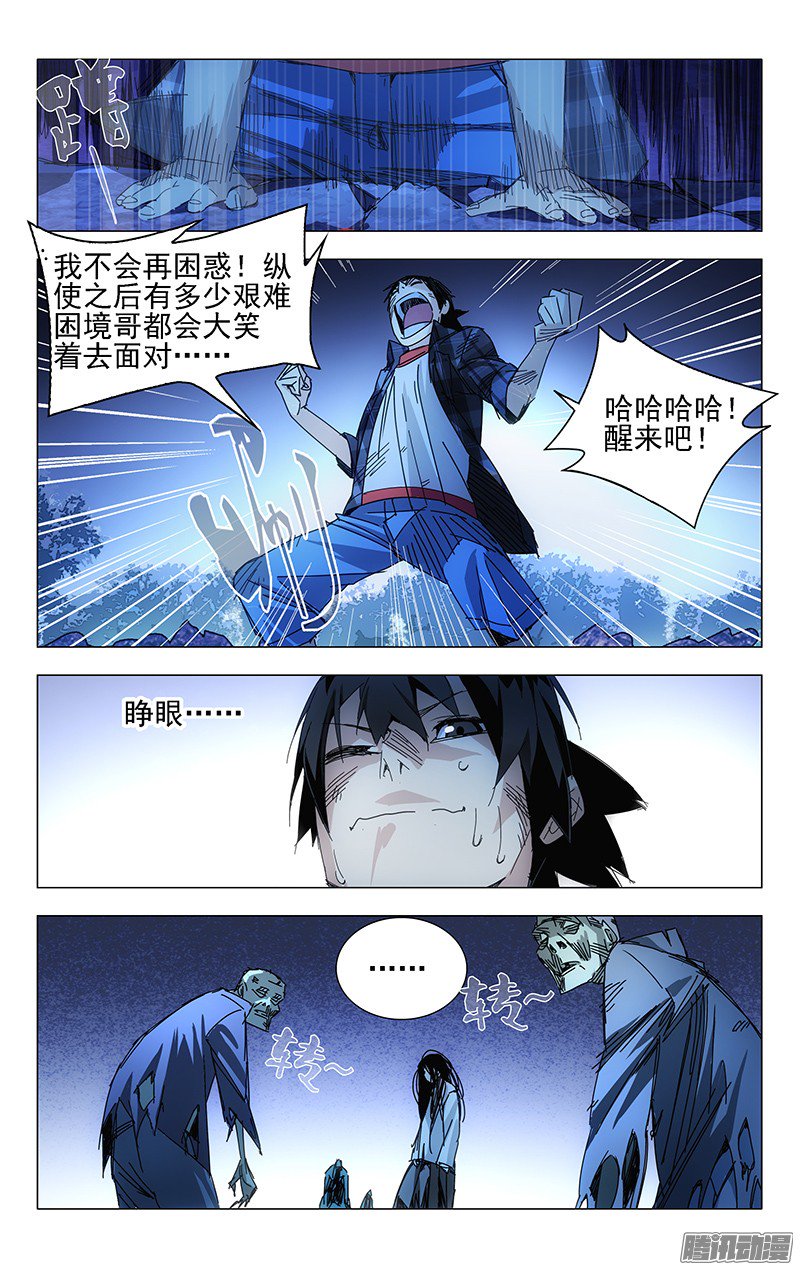 蹭
我不会再困惑！纵
使之后有多少艰难
困境哥都会大笑
着去面对……
哈哈哈哈！
醒来吧！
睁眼……
……
转~
转~
腾讯动漫